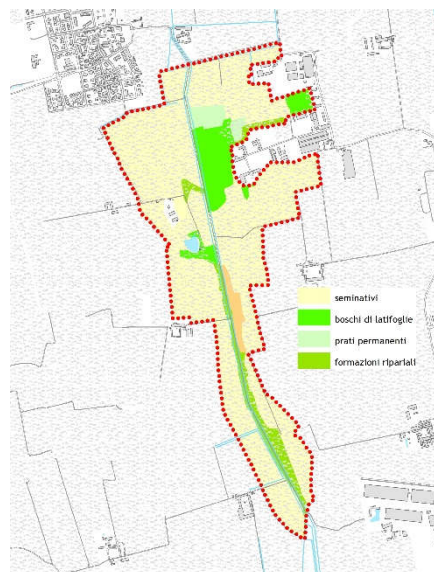 seminativi
boschi di latifoglie
prati permanenti
formazioni ripariali